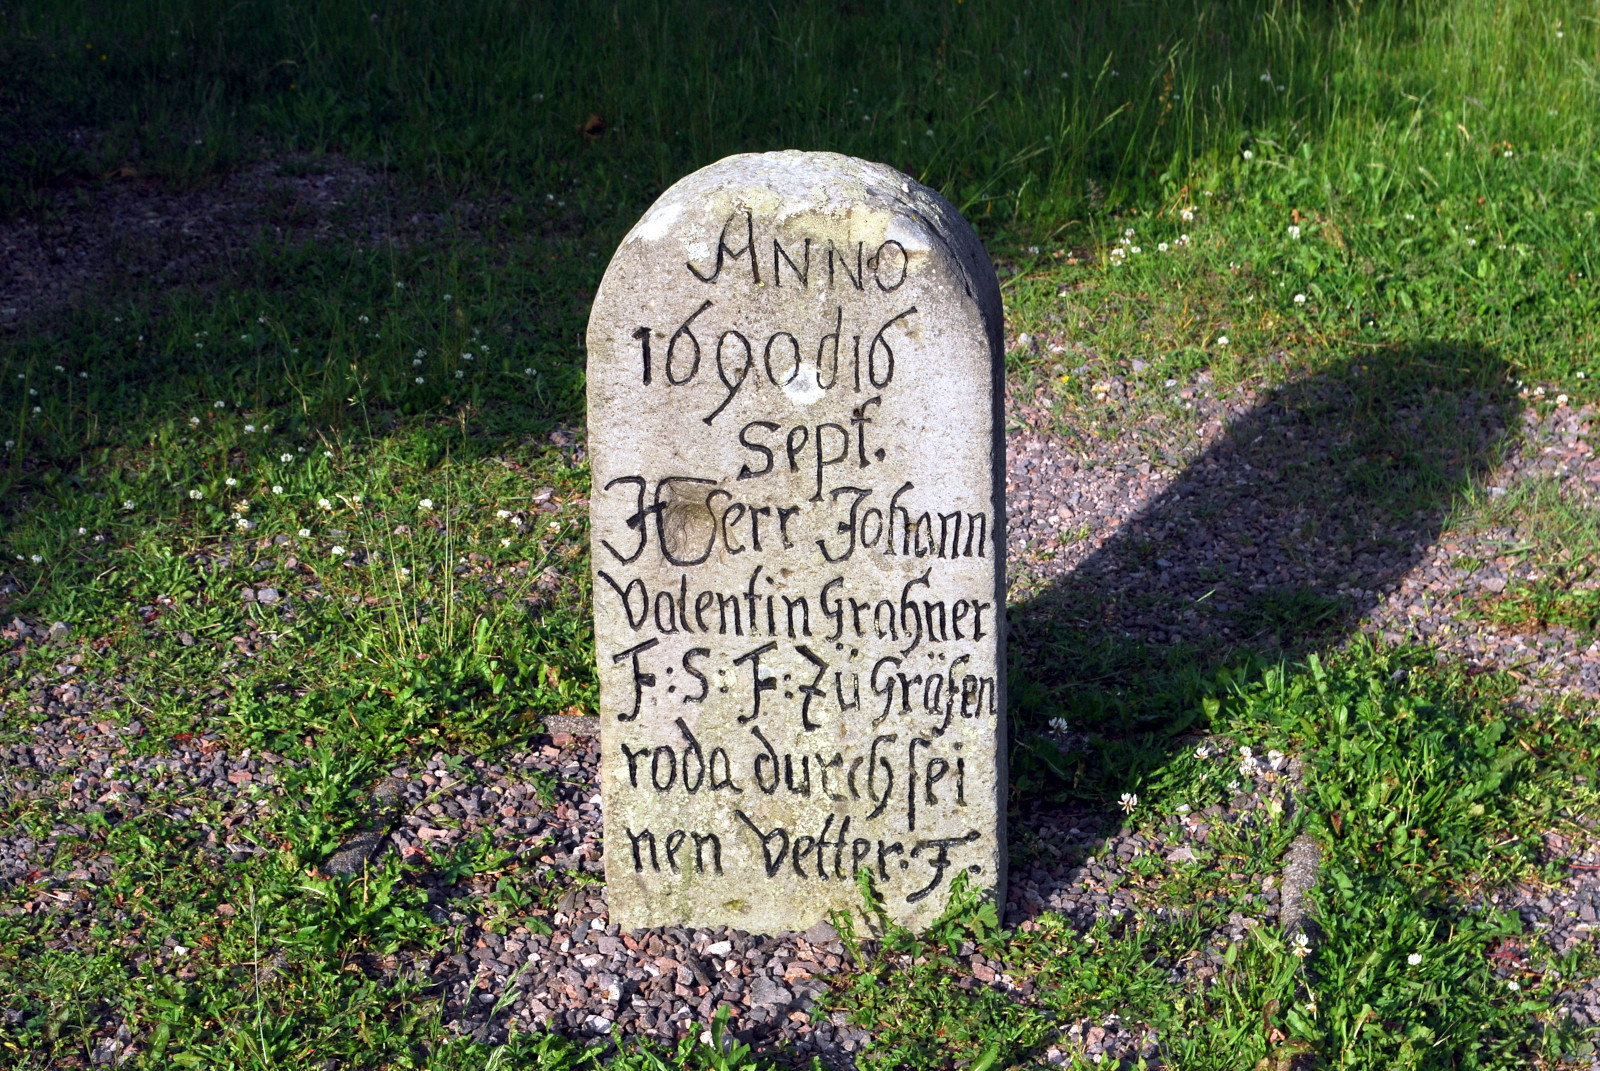 ANNO
1690 d 16
Sept.
Herr Johann
Valentin Grahner
F: S: F: Zü Gräfen
roda durch sei
nen Vetter. F.: